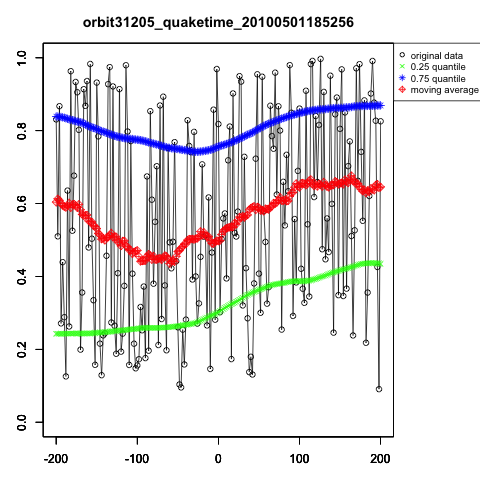 orbit31205_quaketime_20100501185256
original data
0.25 quantile
0.75 quantile
moving average
1.0
0.8
0.6
0.4
0.2
0.0
-200 -100 0 100 200